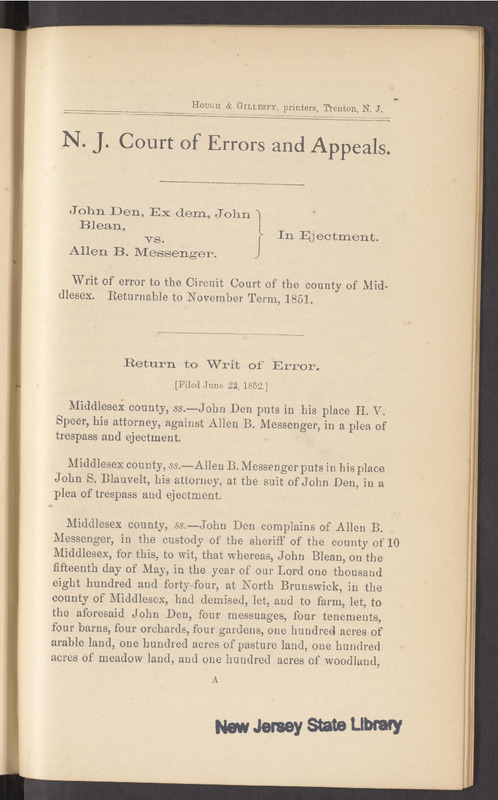 HOUGH & GILLESPY, printers, Trenton, N. J.
N. J. Court of Errors and Appeals.
John Den, Ex dem, John
Blean,
vs.
Allen B. Messenger.
In Ejectment.
Writ of error to the Circuit Court of the county of Mid-
dlesex. Returnable to November Term, 1851.
Return to Writ of Error.
[Filed June 22, 1852.]
Middlesex county, ss.—John Den puts in his place H. V.
Speer, his attorney, against Allen B. Messenger, in a plea of
trespass and ejectment.
Middlesex county, ss.—Allen B. Messenger puts in his place
John S. Blauvelt, his attorney, at the suit of John Den, in a
plea of trespass and ejectment.
Middlesex county, ss.—John Den complains of Allen B.
Messenger, in the custody of the sheriff of the county of 10
Middlesex, for this, to wit, that whereas, John Blean, on the
fifteenth day of May, in the year of our Lord one thousand
eight hundred and forty-four, at North Brunswick, in the
county of Middlesex, had demised, let, and to farm, let, to
the aforesaid John Den, four messuages, four tenements,
four barns, four orchards, four gardens, one hundred acres of
arable land, one hundred acres of pasture land, one hundred
acres of meadow land, and one hundred acres of woodland,
A
New Jersey State Library